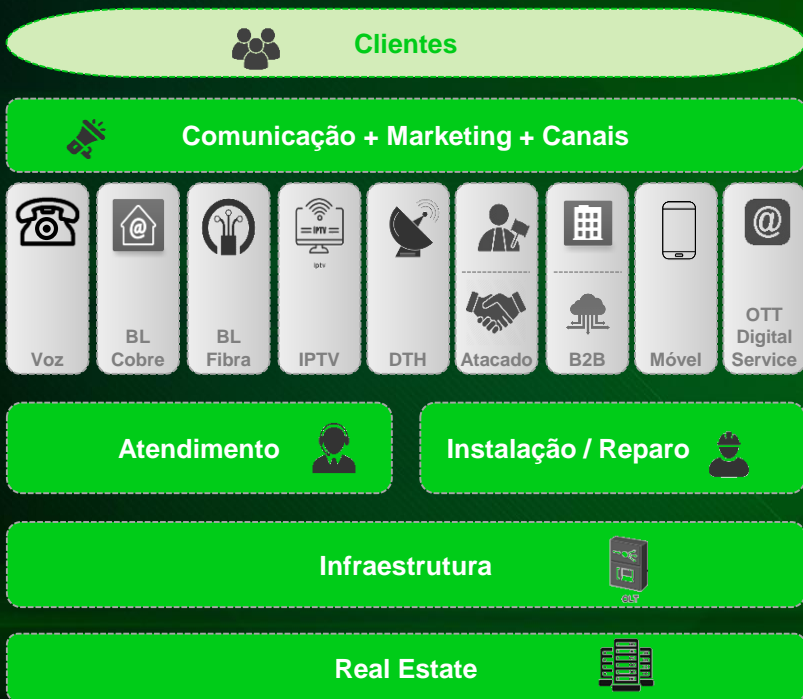 Clientes
Comunicação + Marketing + Canais
IPTV
iptv
Voz
BL
Cobre
BL
Fibra
IPTV
DTH
Atacado
B2B
Móvel
OTT
Digital
Service
Atendimento
Instalação / Reparo
Infraestrutura
OLT
Real Estate